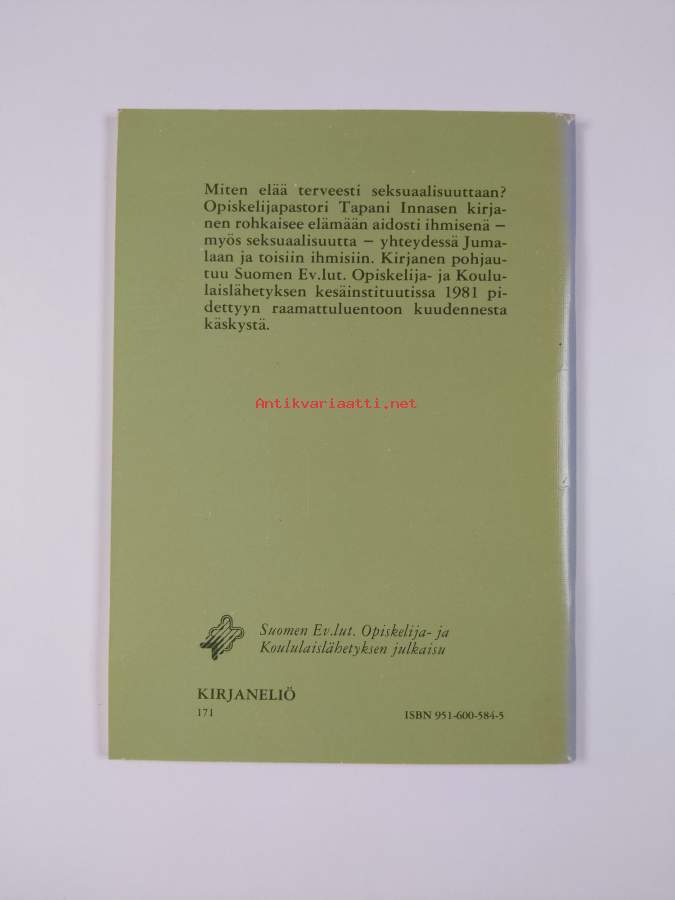 Miten elää terveesti seksuaalisuuttaan?
Opiskelijapastori Tapani Innasen kirja-
nen rohkaisee elämään aidosti ihmisenä –
myös seksuaalisuutta – yhteydessä Juma-
laan ja toisiin ihmisiin. Kirjanen pohjau-
tuu Suomen Ev.lut. Opiskelija- ja Koulu-
laislähetyksen kesäinstituutissa 1981 pi-
dettyyn raamattuluentoon kuudennesta
käskystä.
Antikvariaatti.net
Suomen Ev.lut. Opiskelija- ja
Koululaislähetyksen julkaisu
KIRJANELIÖ
171
ISBN 951-600-584-5